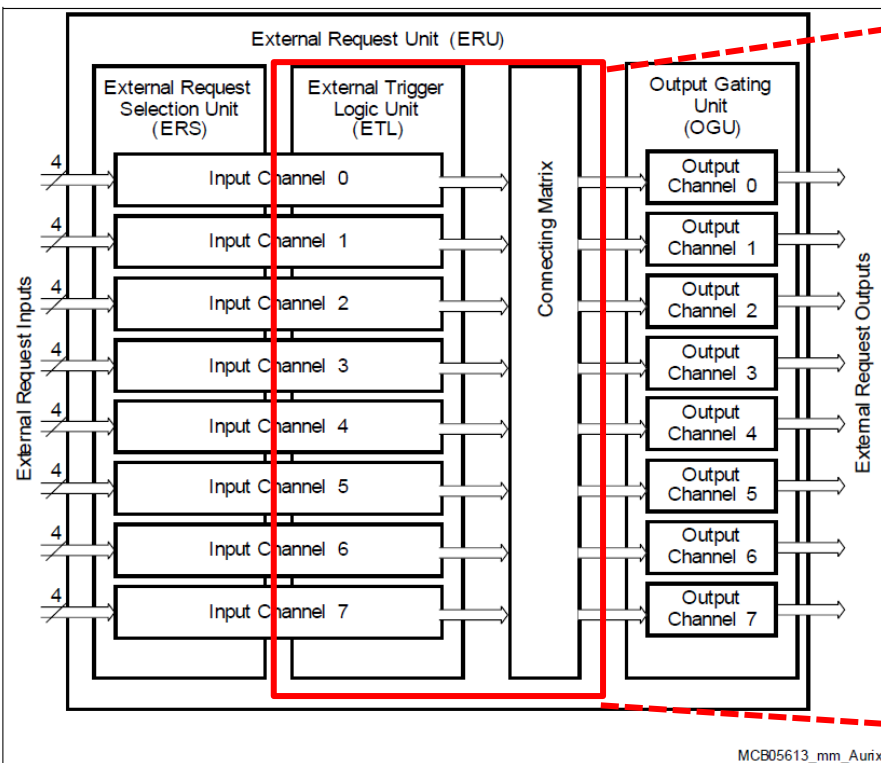 External Request Unit (ERU)
External Request
Selection Unit
(ERS)
External Trigger
Logic Unit
(ETL)
Output Gating
Unit
(OGU)
External Request Inputs
4
4
4
4
4
4
4
4
Input Channel 0
Input Channel 1
Input Channel 2
Input Channel 3
Input Channel 4
Input Channel 5
Input Channel 6
Input Channel 7
Connecting Matrix
Output
Channel 0
Output
Channel 1
Output
Channel 2
Output
Channel 3
Output
Channel 4
Output
Channel 5
Output
Channel 6
Output
Channel 7
External Request Outputs
MCB05613_mm_Aurix